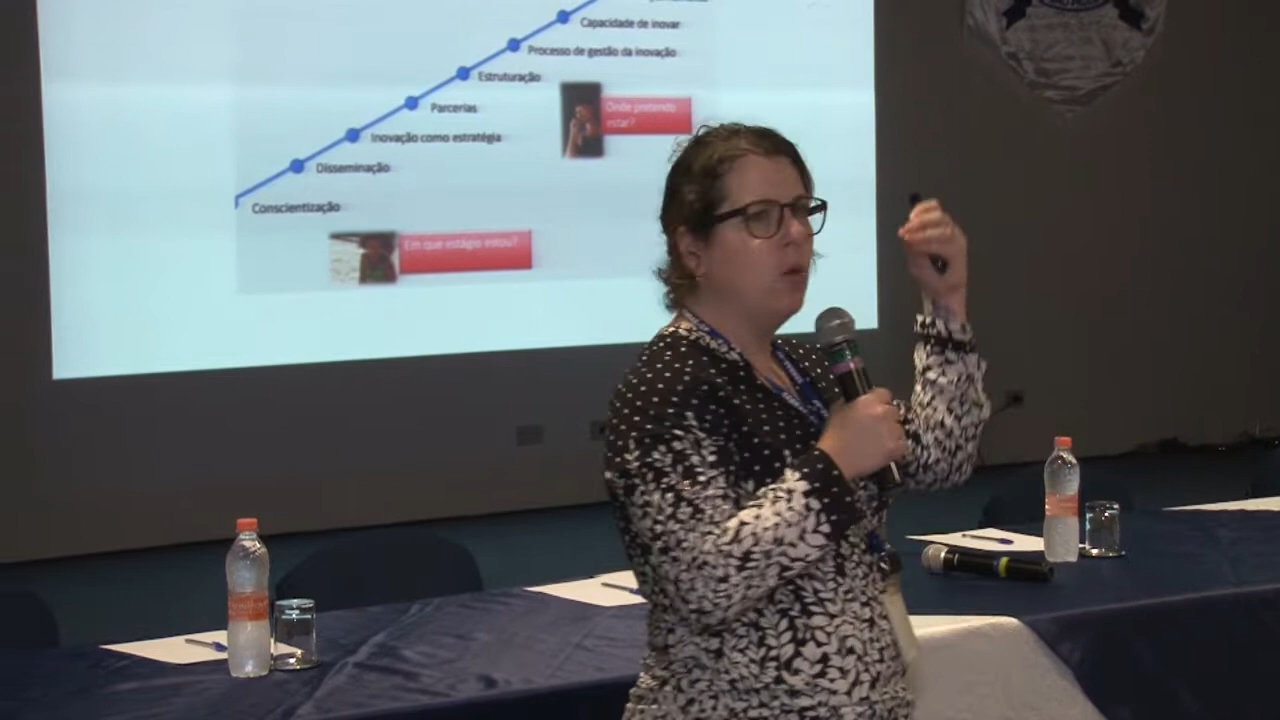 Capacidade de inovar
Processo de gestão da inovação
Estruturação
Parcerias
Onde pretendo
estar?
Inovação como estratégia
Disseminação
Conscientização
Em que estágio estou?